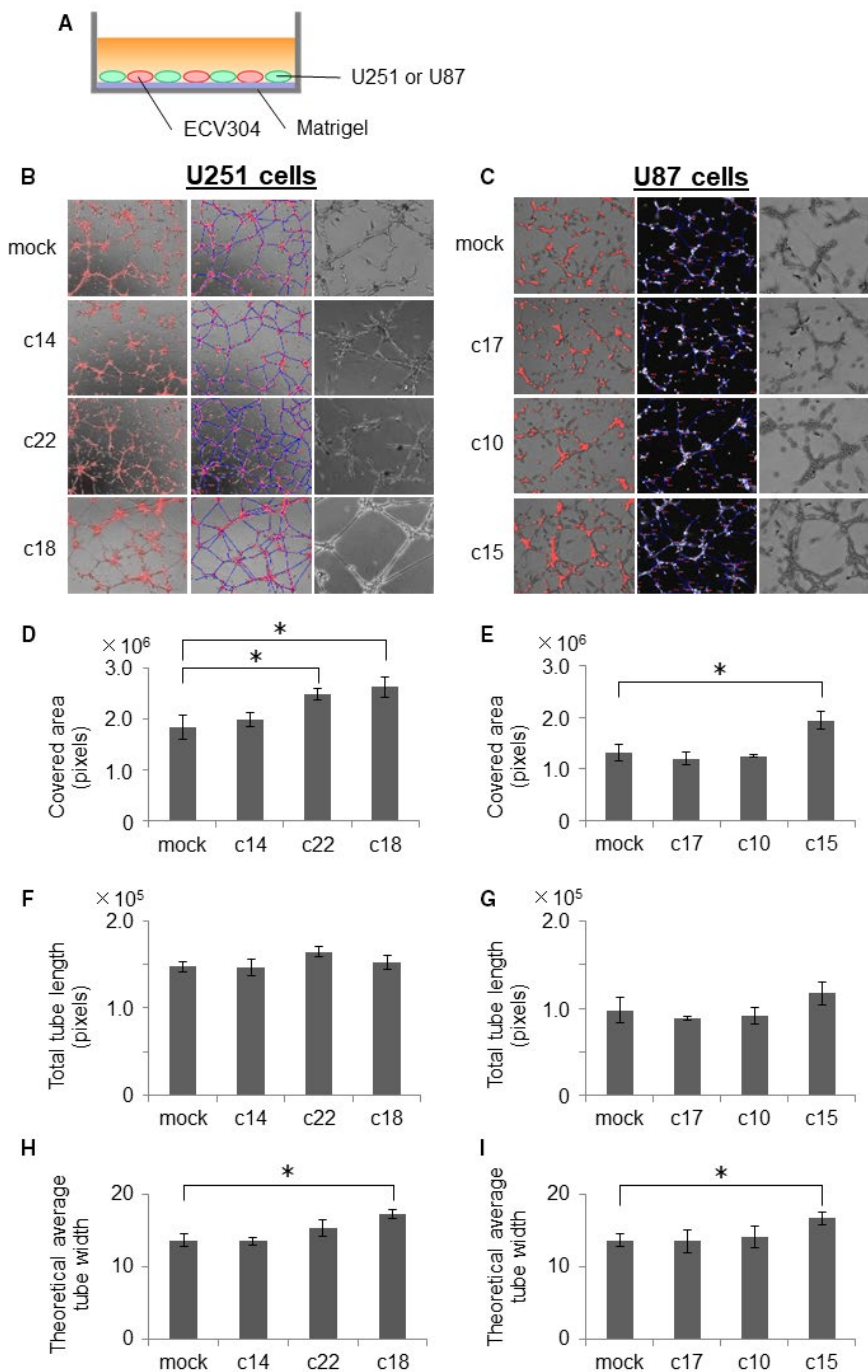 A
U251 or U87
ECV304
Matrigel
B
U251 cells
mock
c14
c22
c18
C
U87 cells
mock
c17
c10
c15
D
× 10⁶
Covered area
(pixels)
3.0
2.0
1.0
0
*
*
mock c14 c22 c18
E
× 10⁶
Covered area
(pixels)
3.0
2.0
1.0
0
*
mock c17 c10 c15
F
× 10⁵
Total tube length
(pixels)
2.0
1.0
0
mock c14 c22 c18
G
× 10⁵
Total tube length
(pixels)
2.0
1.0
0
mock c17 c10 c15
H
Theoretical average
tube width
20
10
0
*
mock c14 c22 c18
I
Theoretical average
tube width
20
10
0
*
mock c17 c10 c15